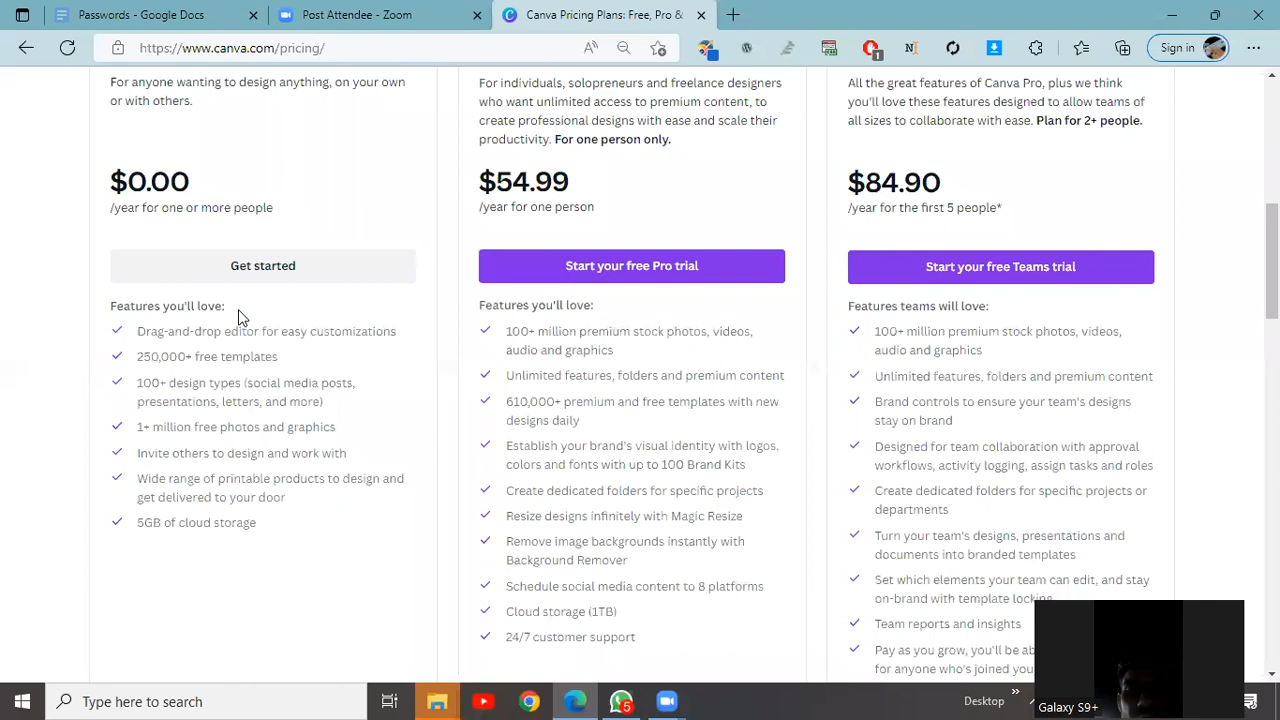 Passwords - Google Docs
Post Attendee - Zoom
Canva Pricing Plans: Free, Pro &
https://www.canva.com/pricing/
1
Sign in
For anyone wanting to design anything, on your own
or with others.
$0.00
/year for one or more people
Get started
Features you'll love:
Drag-and-drop editor for easy customizations
250,000+ free templates
100+ design types (social media posts,
presentations, letters, and more)
1+ million free photos and graphics
Invite others to design and work with
Wide range of printable products to design and
get delivered to your door
5GB of cloud storage
For individuals, solopreneurs and freelance designers
who want unlimited access to premium content, to
create professional designs with ease and scale their
productivity. For one person only.
$54.99
/year for one person
Start your free Pro trial
Features you'll love:
100+ million premium stock photos, videos,
audio and graphics
Unlimited features, folders and premium content
610,000+ premium and free templates with new
designs daily
Establish your brand's visual identity with logos,
colors and fonts with up to 100 Brand Kits
Create dedicated folders for specific projects
Resize designs infinitely with Magic Resize
Remove image backgrounds instantly with
Background Remover
Schedule social media content to 8 platforms
Cloud storage (1TB)
24/7 customer support
All the great features of Canva Pro, plus we think
you'll love these features designed to allow teams of
all sizes to collaborate with ease. Plan for 2+ people.
$84.90
/year for the first 5 people*
Start your free Teams trial
Features teams will love:
100+ million premium stock photos, videos,
audio and graphics
Unlimited features, folders and premium content
Brand controls to ensure your team's designs
stay on brand
Designed for team collaboration with approval
workflows, activity logging, assign tasks and roles
Create dedicated folders for specific projects or
departments
Turn your team's designs, presentations and
documents into branded templates
Set which elements your team can edit, and stay
on-brand with template locking
Team reports and insights
Pay as you grow, you'll be
for anyone who's joined
Galaxy S9+
Type here to search
5
Desktop